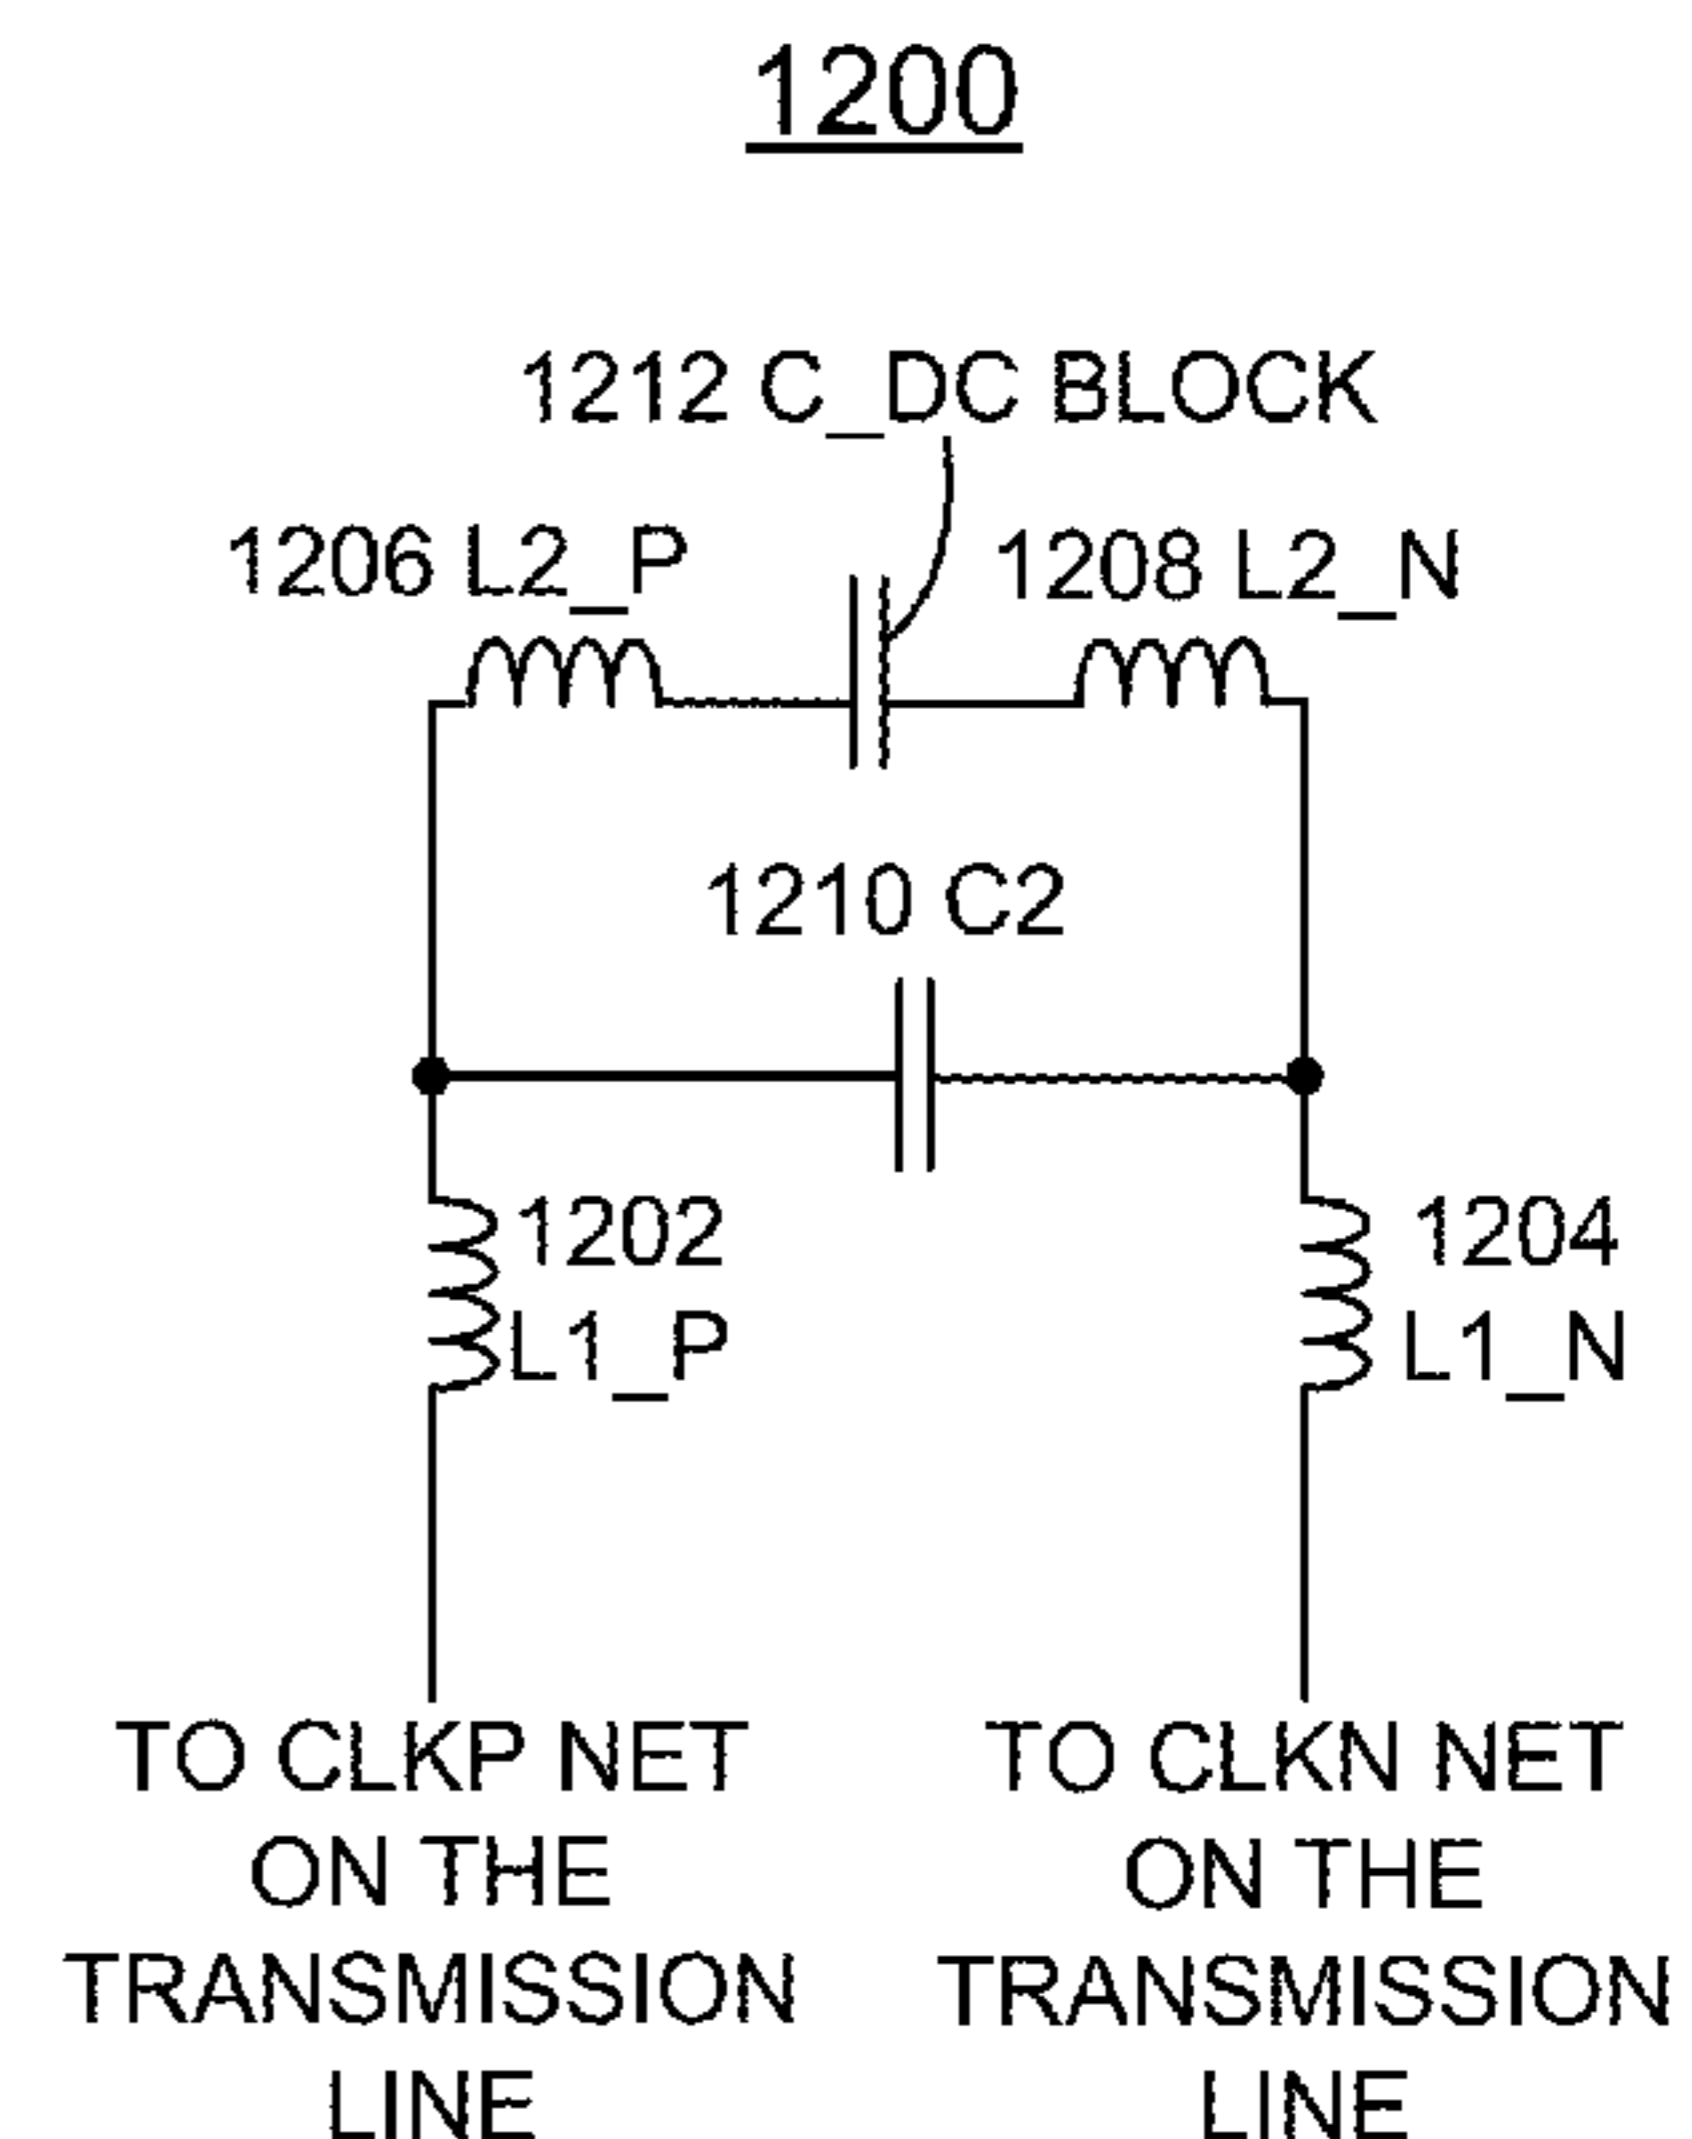 1200
1212 C_DC BLOCK
1206 L2_P
1208 L2_N
1210 C2
1202
L1_P
1204
L1_N
TO CLKP NET
ON THE
TRANSMISSION
LINE
TO CLKN NET
ON THE
TRANSMISSION
LINE